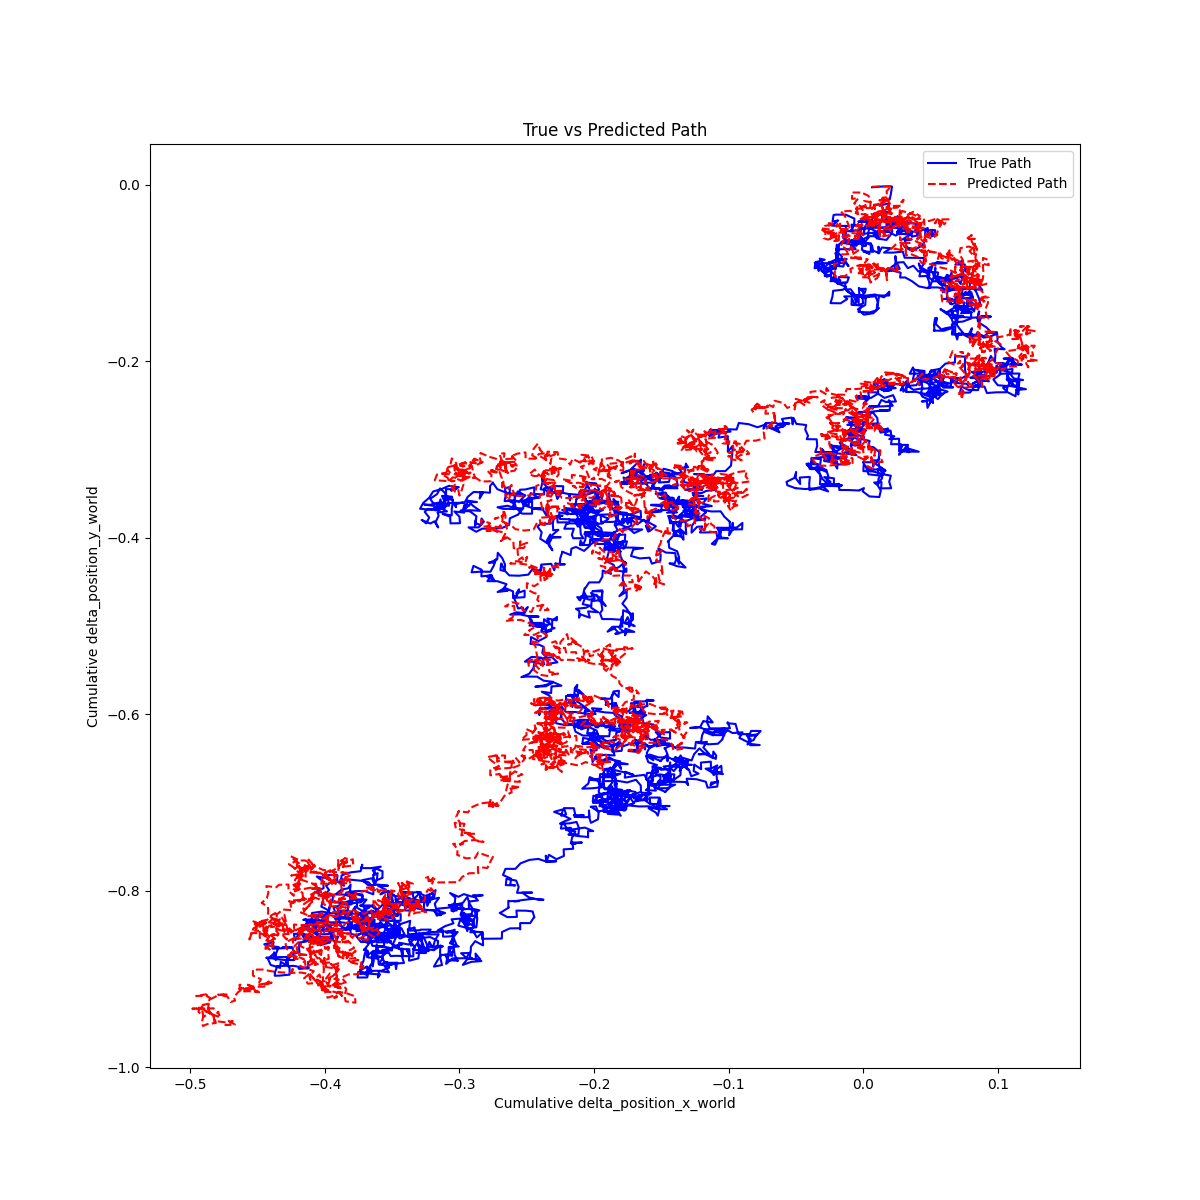 True vs Predicted Path
True Path
Predicted Path
0.0
−0.2
−0.4
−0.6
−0.8
−1.0
Cumulative delta_position_y_world
−0.5
−0.4
−0.3
−0.2
−0.1
0.0
0.1
Cumulative delta_position_x_world